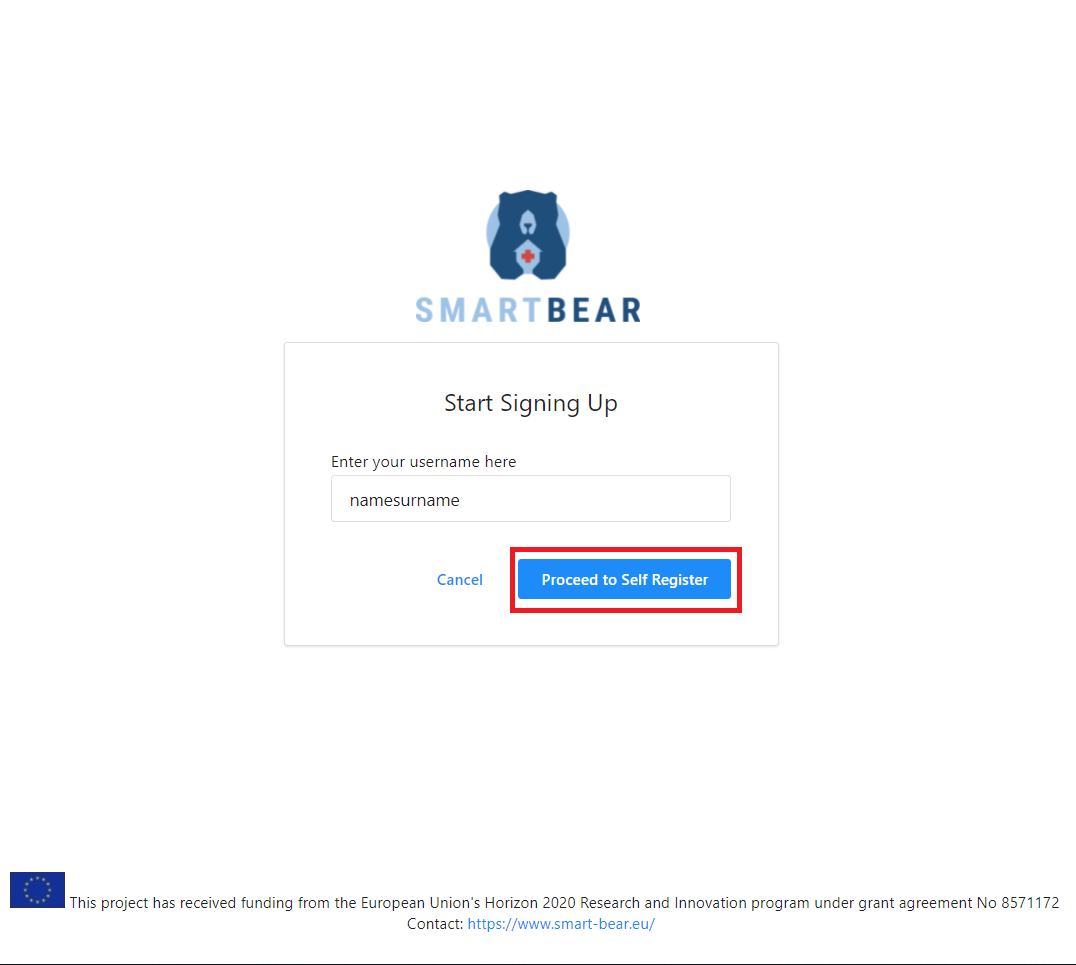 SMARTBEAR
Start Signing Up
Enter your username here
namesurname
Cancel
Proceed to Self Register
This project has received funding from the European Union's Horizon 2020 Research and Innovation program under grant agreement No 8571172
Contact: https://www.smart-bear.eu/